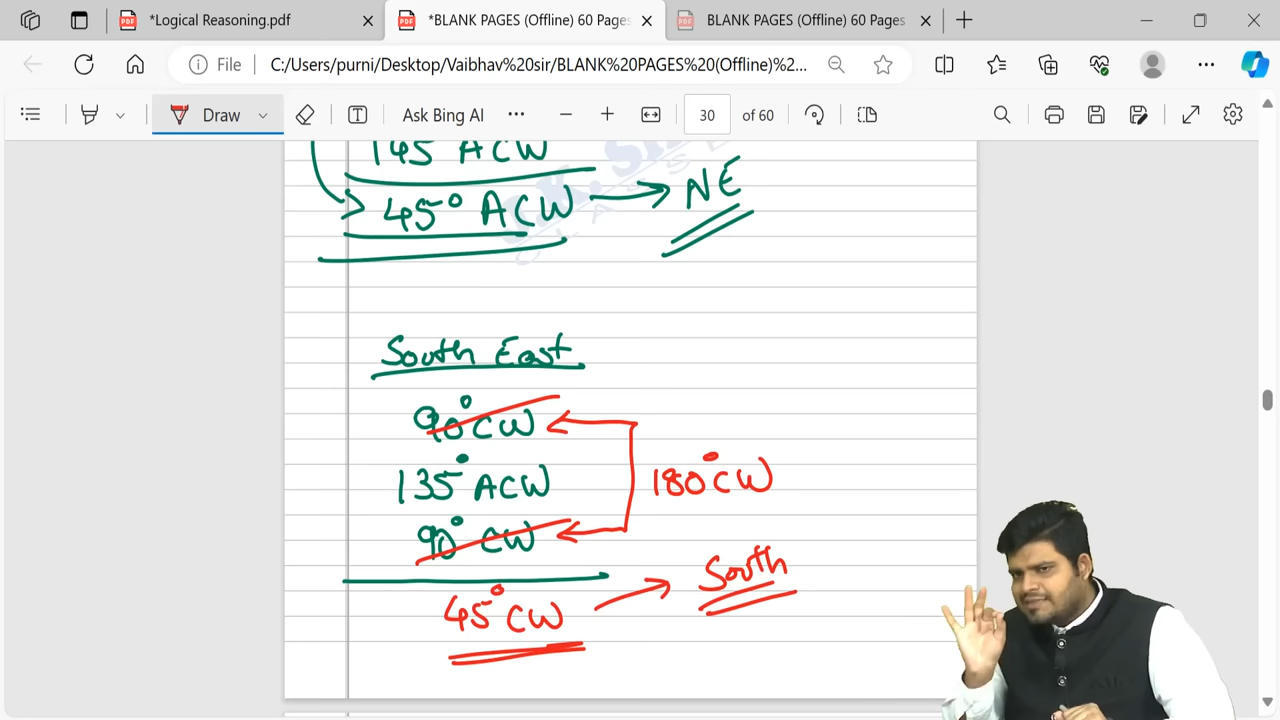 *Logical Reasoning.pdf
*BLANK PAGES (Offline) 60 Pages
BLANK PAGES (Offline) 60 Pages
File
C:/Users/purni/Desktop/Vaibhav%20sir/BLANK%20PAGES%20(Offline)%2...
Draw
Ask Bing AI
30 of 60
145 ACW
45° ACW → NE
South East
90° CW
135° ACW
180° CW
90° CW
45° CW → South